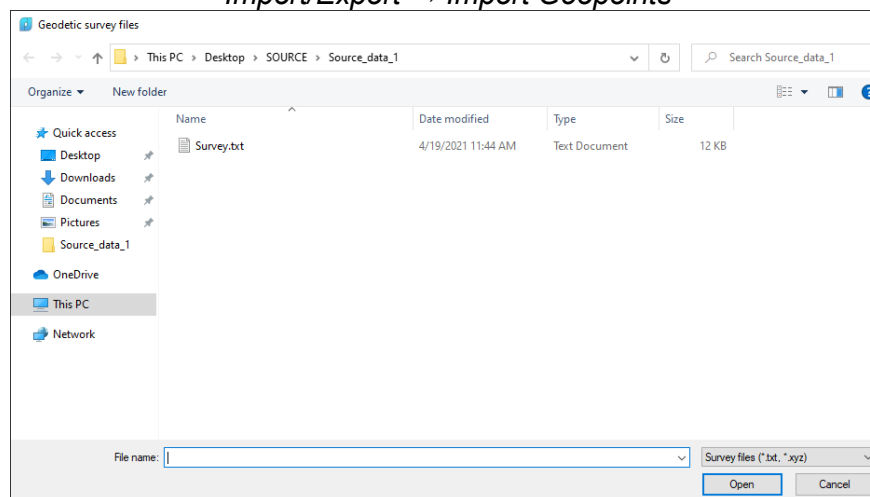 Import/Export → Import Geopoints
Geodetic survey files
This PC › Desktop › SOURCE › Source_data_1
Search Source_data_1
Organize
New folder
Name Date modified Type Size
Quick access
Survey.txt 4/19/2021 11:44 AM Text Document 12 KB
Desktop
Downloads
Documents
Pictures
Source_data_1
OneDrive
This PC
Network
File name:
Survey files (*.txt, *.xyz)
Open
Cancel